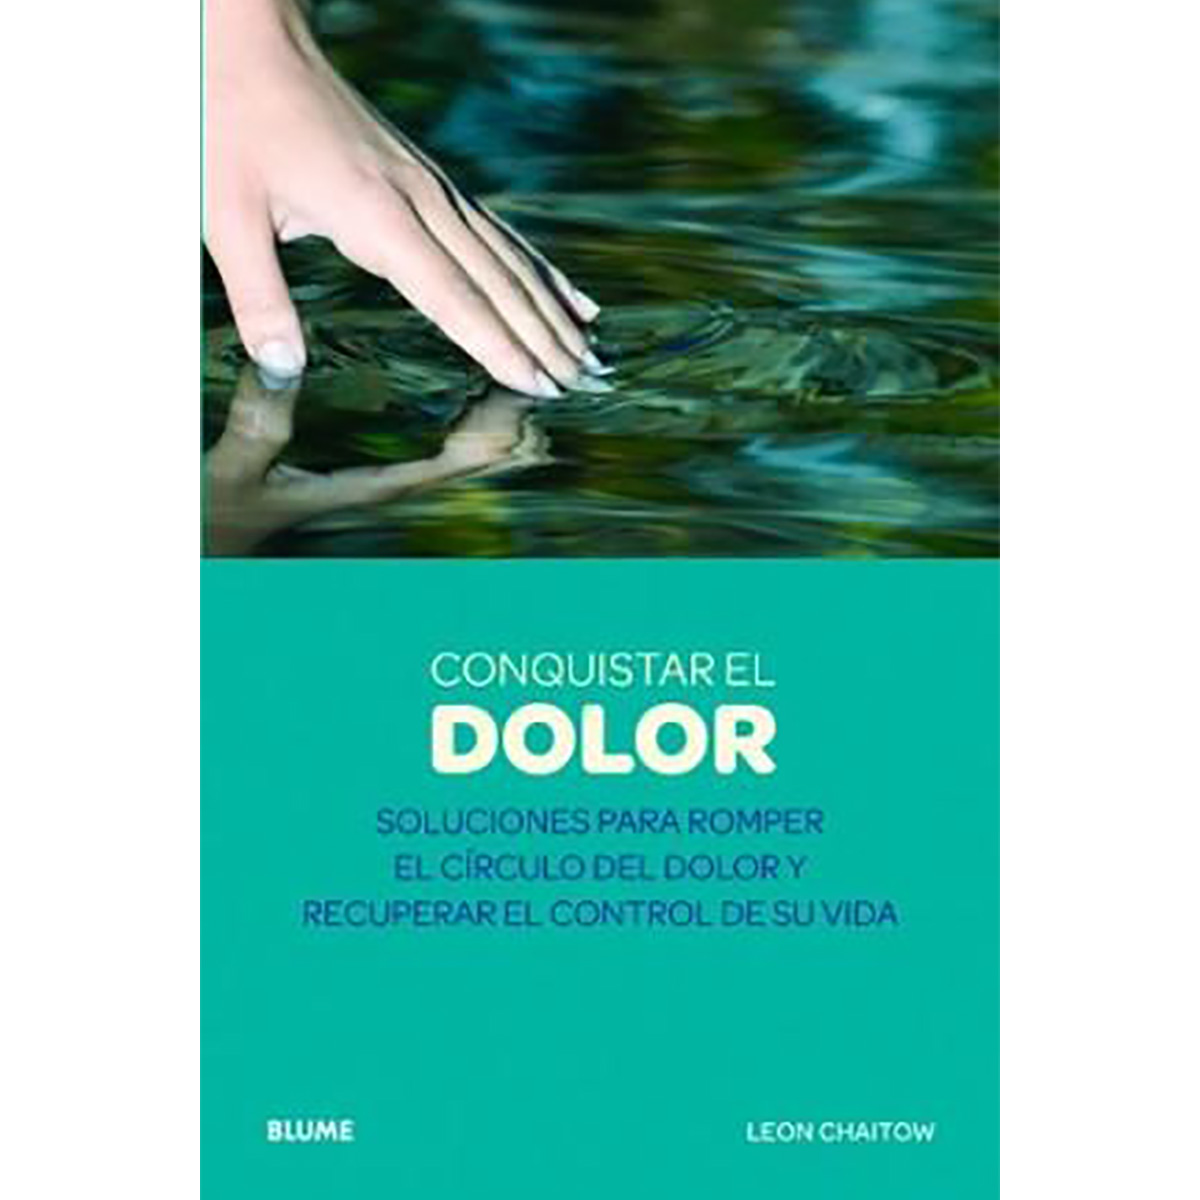 CONQUISTAR EL
DOLOR
SOLUCIONES PARA ROMPER
EL CÍRCULO DEL DOLOR Y
RECUPERAR EL CONTROL DE SU VIDA
BLUME
LEON CHAITOW